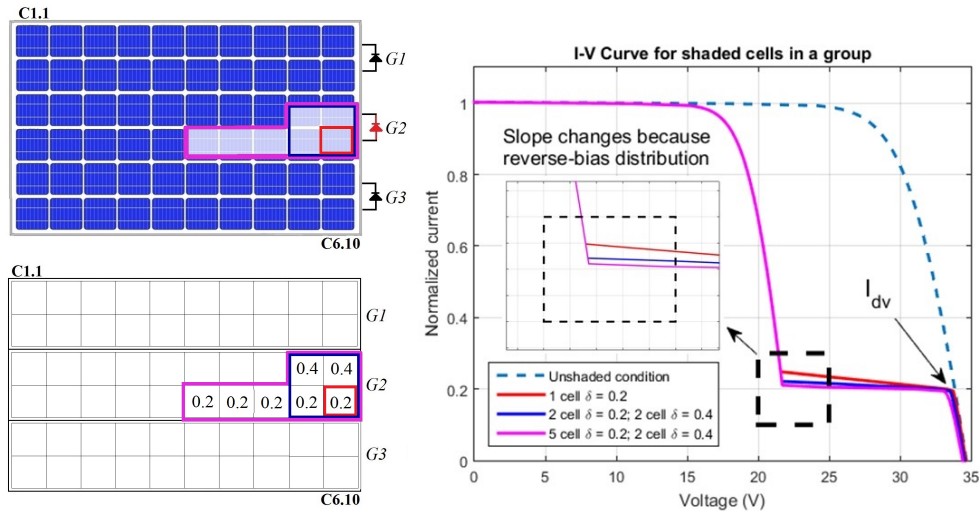 C1.1
G1
G2
G3
C6.10
C1.1
G1
0.4 0.4
G2
0.2 0.2 0.2 0.2 0.2
G3
C6.10
I-V Curve for shaded cells in a group
Normalized current
1
0.8
0.6
0.4
0.2
0
Slope changes because
reverse-bias distribution
I_dv
Unshaded condition
1 cell δ = 0.2
2 cell δ = 0.2; 2 cell δ = 0.4
5 cell δ = 0.2; 2 cell δ = 0.4
0 5 10 15 20 25 30 35
Voltage (V)